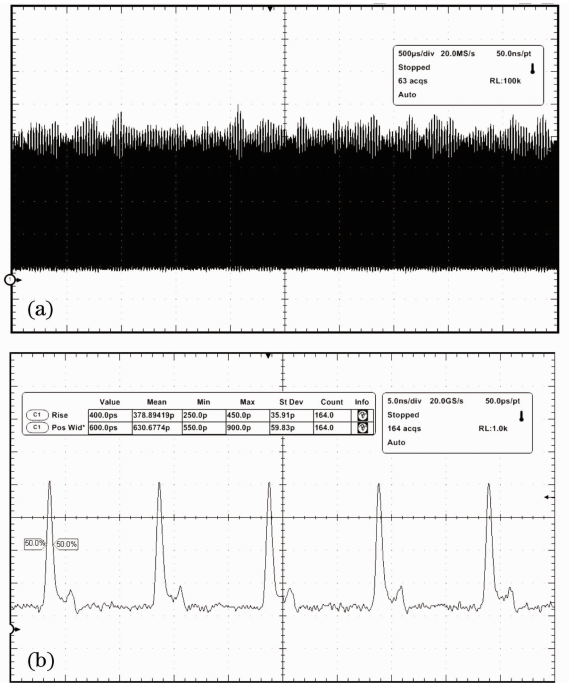 500µs/div 20.0MS/s 50.0ns/pt
Stopped
63 acqs RL:100k
Auto
(a)
Value Mean Min Max St Dev Count Info
C1 Rise 400.0ps 378.89419p 250.0p 450.0p 35.91p 164.0
C1 Pos Wid* 600.0ps 630.6774p 550.0p 900.0p 59.83p 164.0
5.0ns/div 20.0GS/s 50.0ps/pt
Stopped
164 acqs RL:1.0k
Auto
50.0% 50.0%
(b)